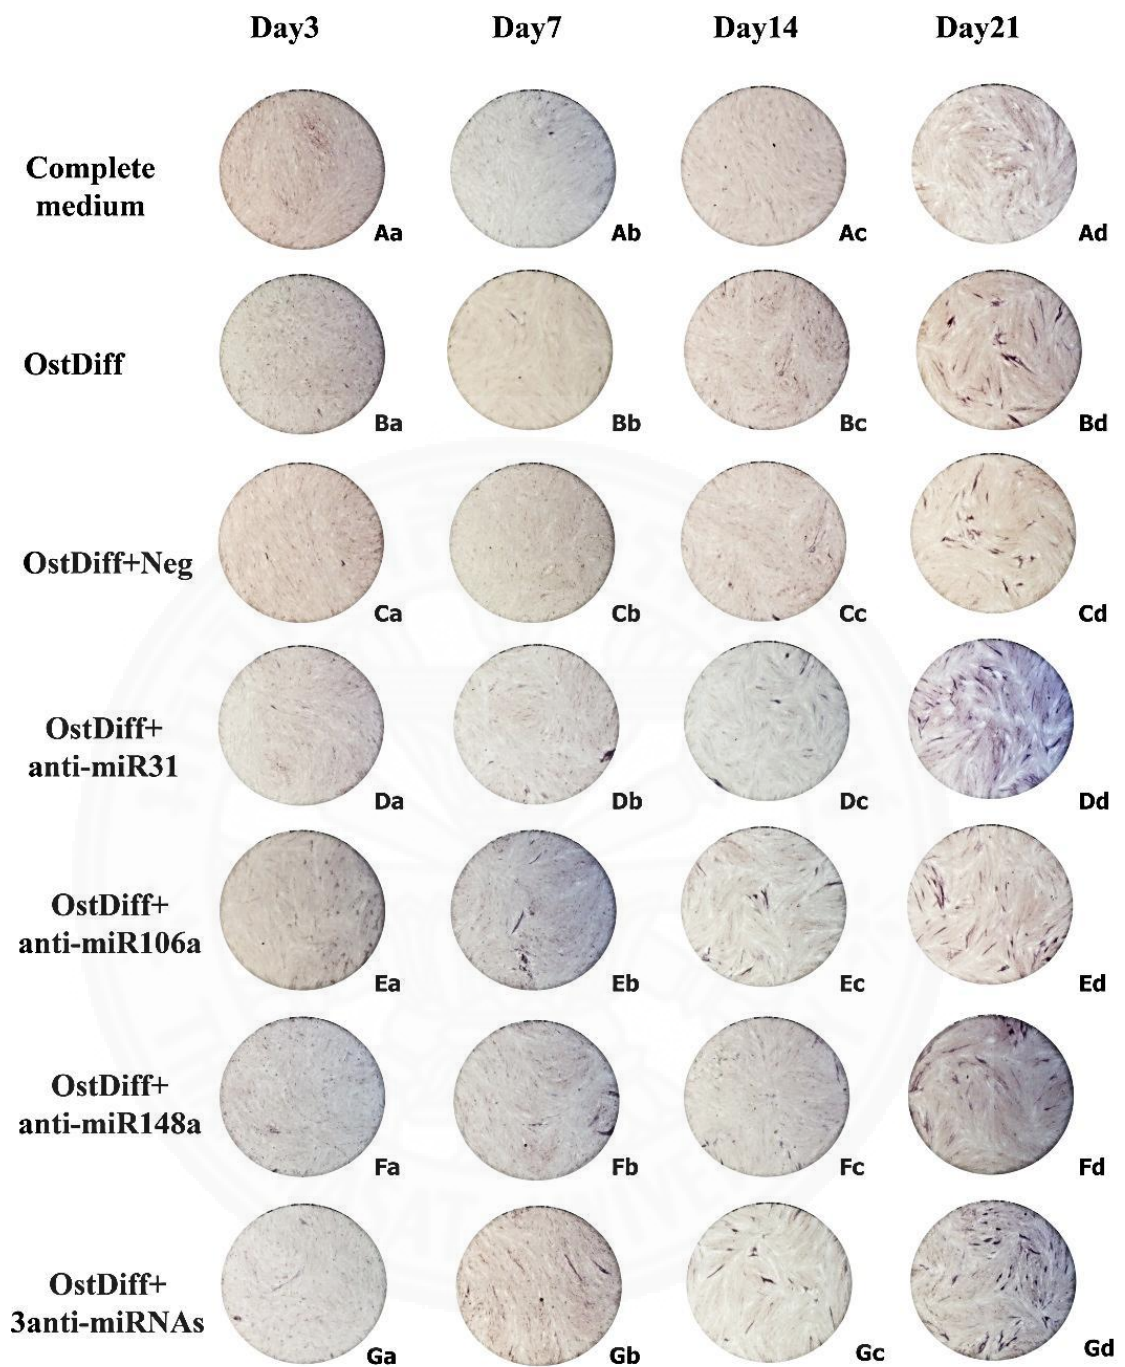 Day3 Day7 Day14 Day21
Complete
medium
Aa Ab Ac Ad
OstDiff
Ba Bb Bc Bd
OstDiff+Neg
Ca Cb Cc Cd
OstDiff+
anti-miR31
Da Db Dc Dd
OstDiff+
anti-miR106a
Ea Eb Ec Ed
OstDiff+
anti-miR148a
Fa Fb Fc Fd
OstDiff+
3anti-miRNAs
Ga Gb Gc Gd